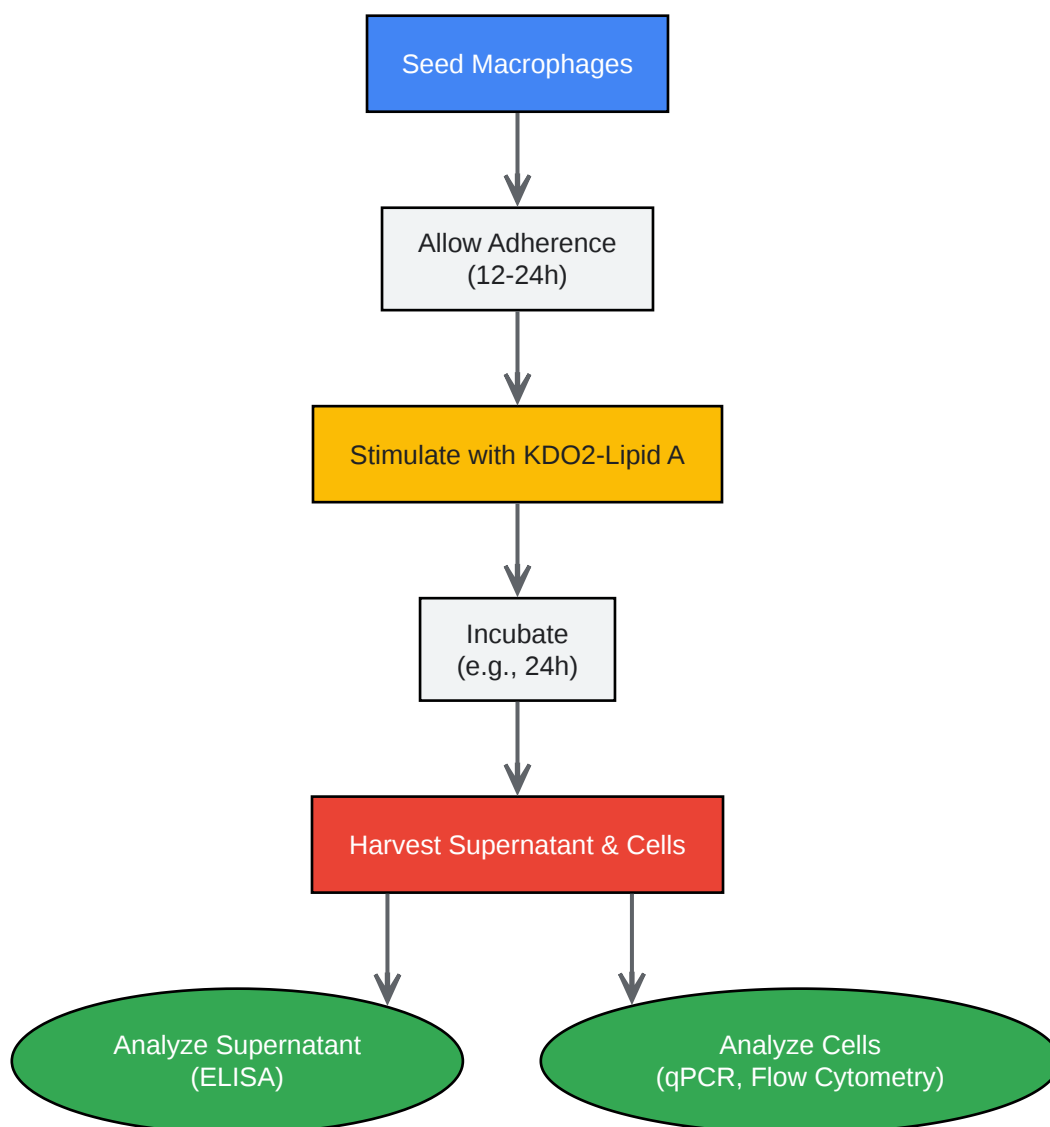 Seed Macrophages
Allow Adherence
(12-24h)
Stimulate with KDO2-Lipid A
Incubate
(e.g., 24h)
Harvest Supernatant & Cells
Analyze Supernatant
(ELISA)
Analyze Cells
(qPCR, Flow Cytometry)